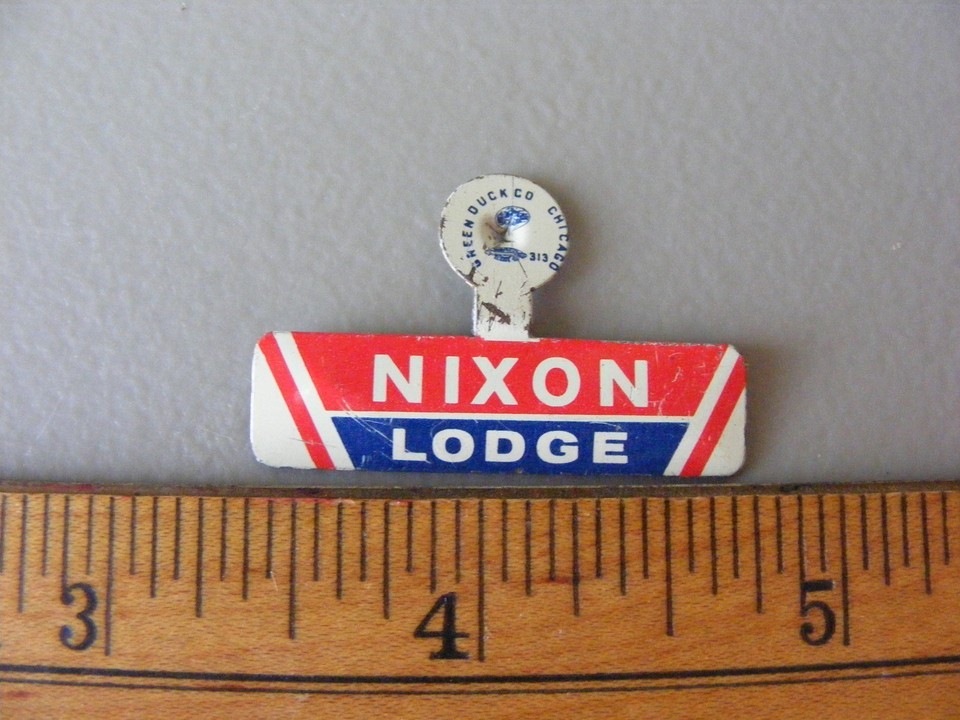 GREEN DUCK CO CHICAGO
313
NIXON
LODGE
3 4 5